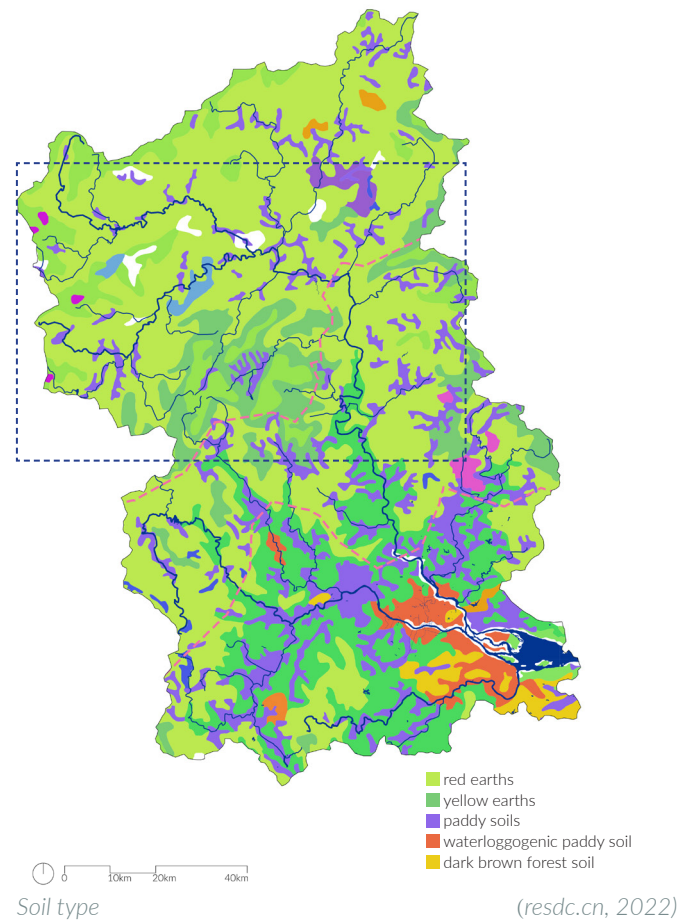 red earths
yellow earths
paddy soils
waterloggogenic paddy soil
dark brown forest soil
0 10km 20km 40km
Soil type (resdc.cn, 2022)